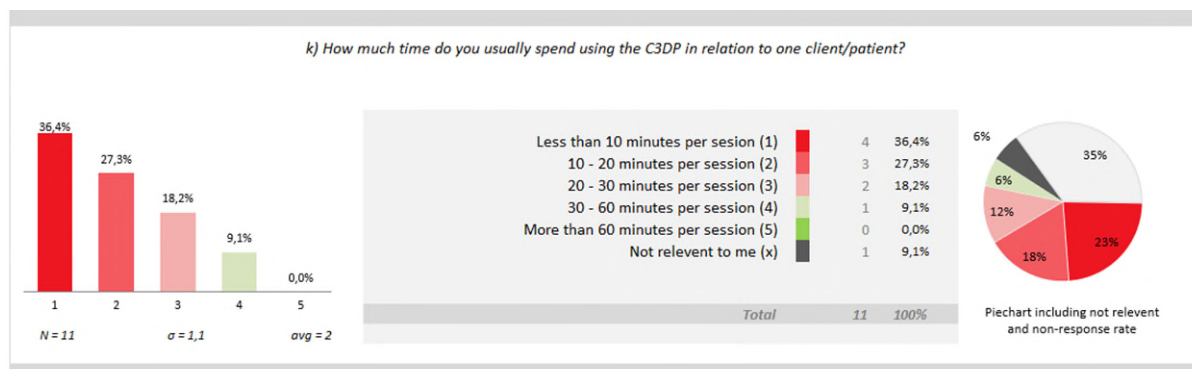 k) How much time do you usually spend using the C3DP in relation to one client/patient?
36,4%
27,3%
18,2%
9,1%
0,0%
1 2 3 4 5
N = 11 σ = 1,1 avg = 2
Less than 10 minutes per sesion (1) 4 36,4%
10 - 20 minutes per session (2) 3 27,3%
20 - 30 minutes per session (3) 2 18,2%
30 - 60 minutes per session (4) 1 9,1%
More than 60 minutes per session (5) 0 0,0%
Not relevent to me (x) 1 9,1%
Total 11 100%
6%
35%
6%
12%
18%
23%
Piechart including not relevent
and non-response rate